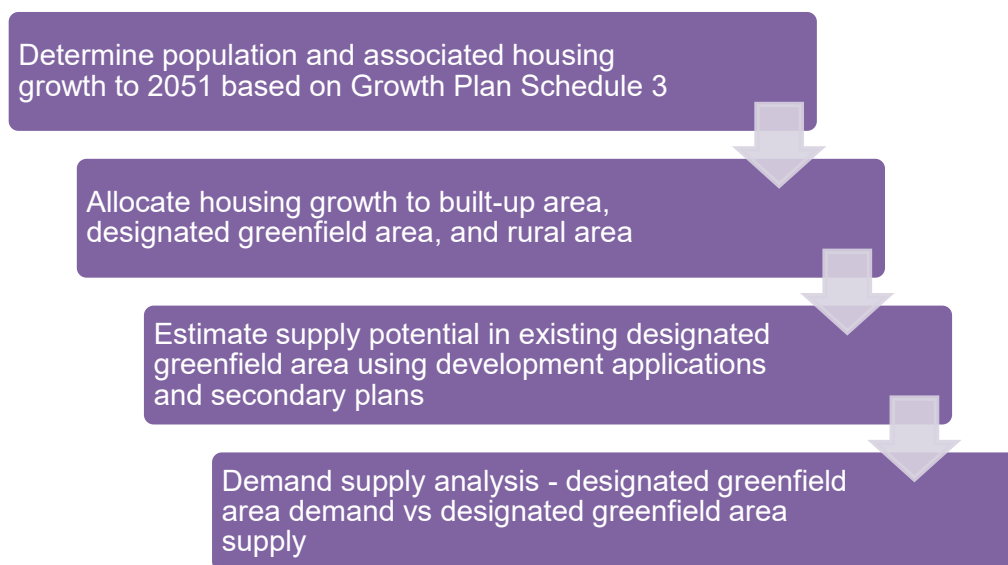 Determine population and associated housing
growth to 2051 based on Growth Plan Schedule 3
Allocate housing growth to built-up area,
designated greenfield area, and rural area
Estimate supply potential in existing designated
greenfield area using development applications
and secondary plans
Demand supply analysis - designated greenfield
area demand vs designated greenfield area
supply